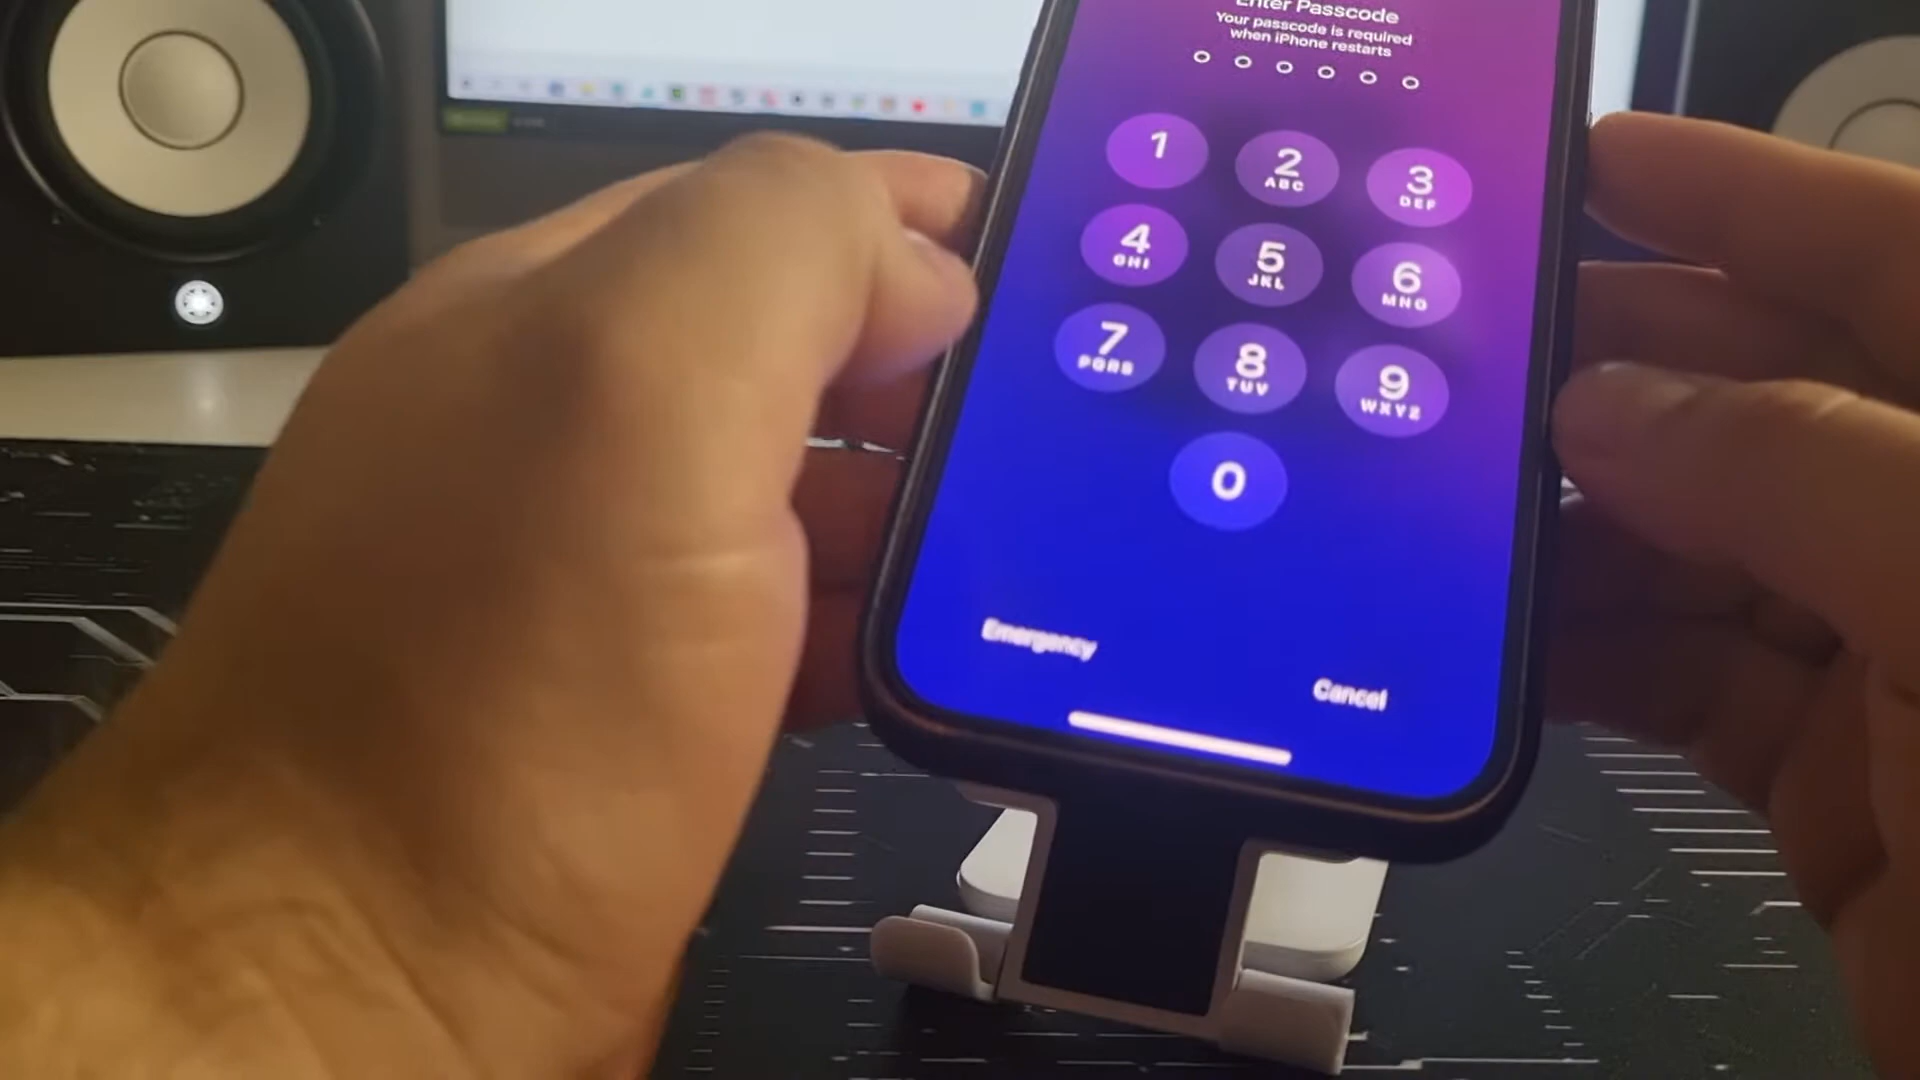 Enter Passcode
Your passcode is required
when iPhone restarts
1
2
ABC
3
DEF
4
GHI
5
JKL
6
MNO
7
PQRS
8
TUV
9
WXYZ
0
Emergency
Cancel